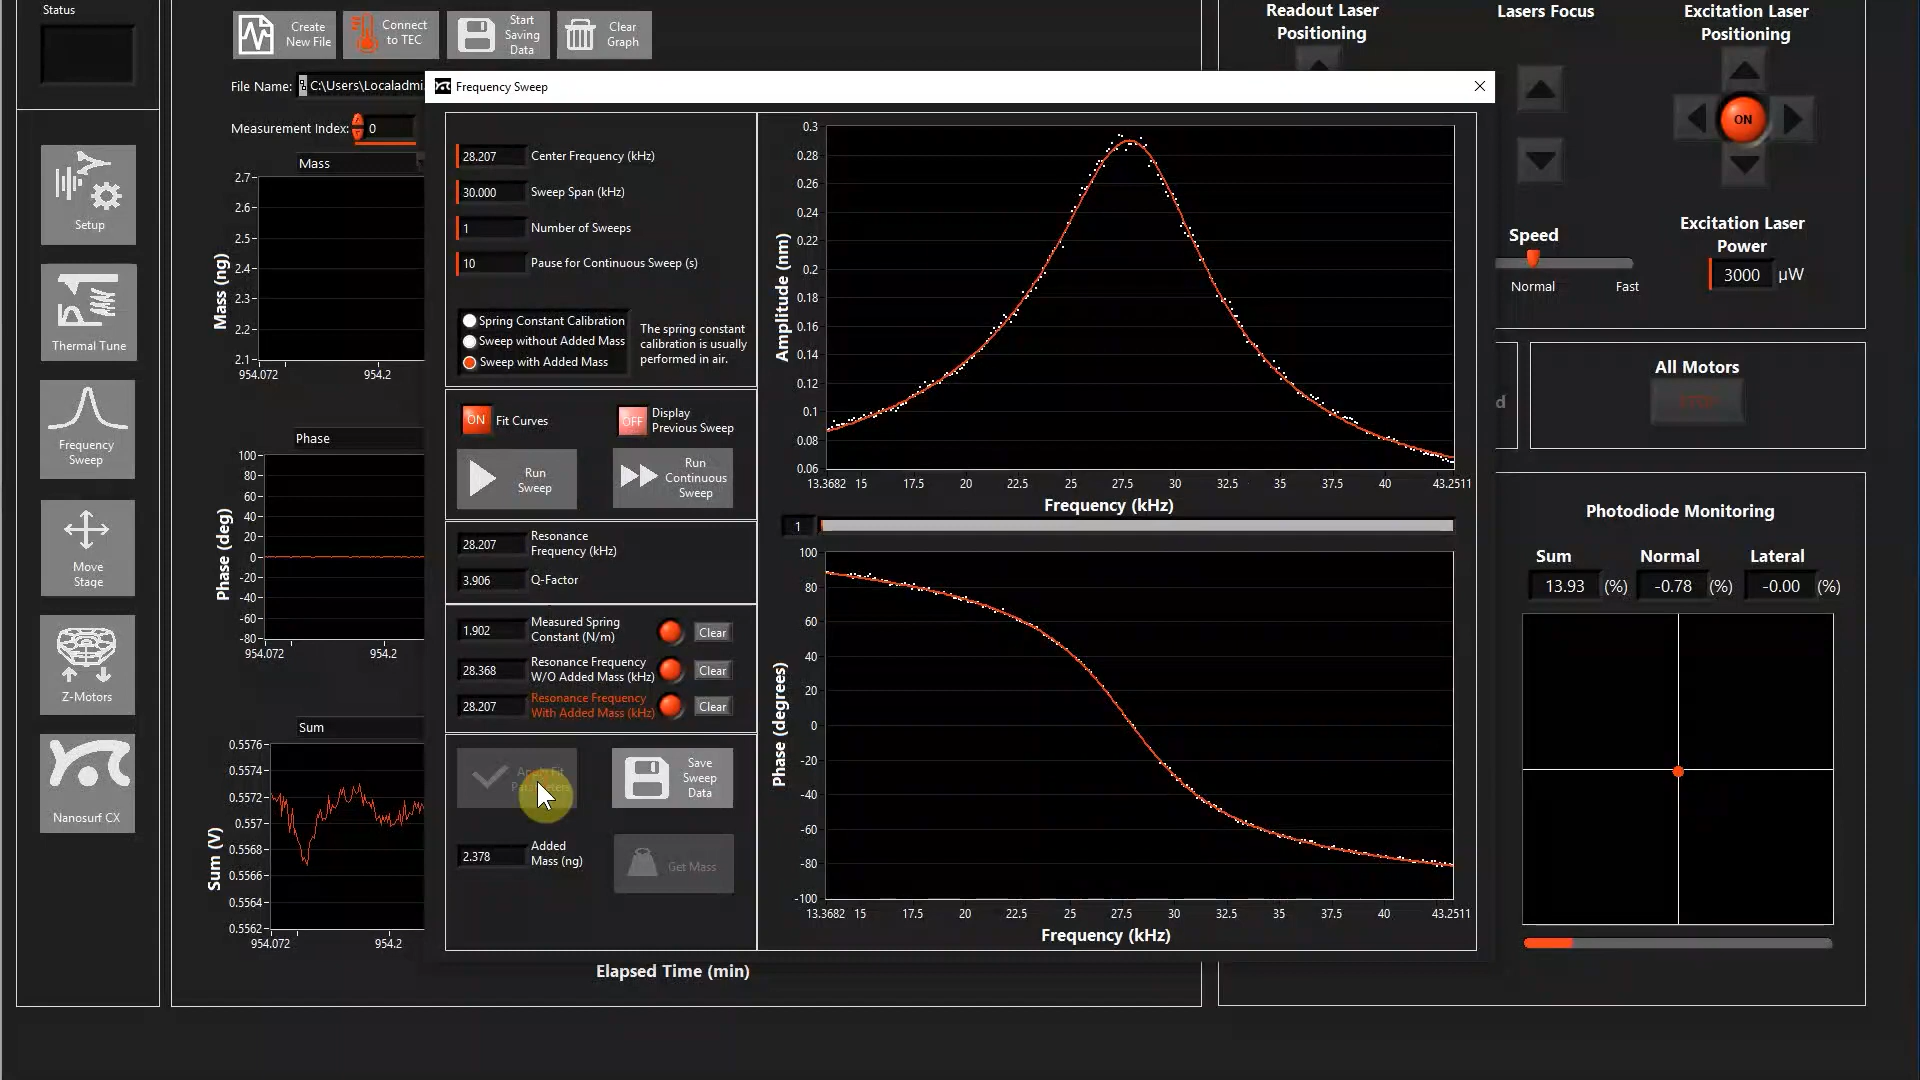 Status
Create
New File
Connect
to TEC
Start
Saving
Data
Clear
Graph
File Name:
C:\Users\Localadmi
Measurement Index:
0
Setup
Thermal Tune
Frequency
Sweep
Move
Stage
Z-Motors
Nanosurf CX
Mass
Mass (ng)
2.7
2.6
2.5
2.4
2.3
2.2
2.1
954.072
954.2
Phase
Phase (deg)
100
80
60
40
20
0
-20
-40
-60
-80
954.072
954.2
Sum
Sum (V)
0.5576
0.5574
0.5572
0.557
0.5568
0.5566
0.5564
0.5562
954.072
954.2
Elapsed Time (min)
Frequency Sweep
28.207 Center Frequency (kHz)
30.000 Sweep Span (kHz)
1 Number of Sweeps
10 Pause for Continuous Sweep (s)
Spring Constant Calibration
Sweep without Added Mass
Sweep with Added Mass
The spring constant
calibration is usually
performed in air.
ON Fit Curves
OFF
Display
Previous Sweep
Run
Sweep
Run
Continuous
Sweep
28.207
Resonance
Frequency (kHz)
3.906 Q-Factor
1.902
Measured Spring
Constant (N/m)
Clear
28.368
Resonance Frequency
W/O Added Mass (kHz)
Clear
28.207
Resonance Frequency
With Added Mass (kHz)
Clear
Save
Sweep
Data
2.378
Added
Mass (ng)
Get Mass
Amplitude (nm)
0.3
0.28
0.26
0.24
0.22
0.2
0.18
0.16
0.14
0.12
0.1
0.08
0.06
13.3682 15 17.5 20 22.5 25 27.5 30 32.5 35 37.5 40 43.2511
Frequency (kHz)
1
Phase (degrees)
100
80
60
40
20
0
-20
-40
-60
-80
-100
13.3682 15 17.5 20 22.5 25 27.5 30 32.5 35 37.5 40 43.2511
Frequency (kHz)
Readout Laser
Positioning
Lasers Focus
Excitation Laser
Positioning
ON
Speed
Normal
Fast
Excitation Laser
Power
3000 µW
d
All Motors
STOP
Photodiode Monitoring
Sum
Normal
Lateral
13.93 (%)
-0.78 (%)
-0.00 (%)